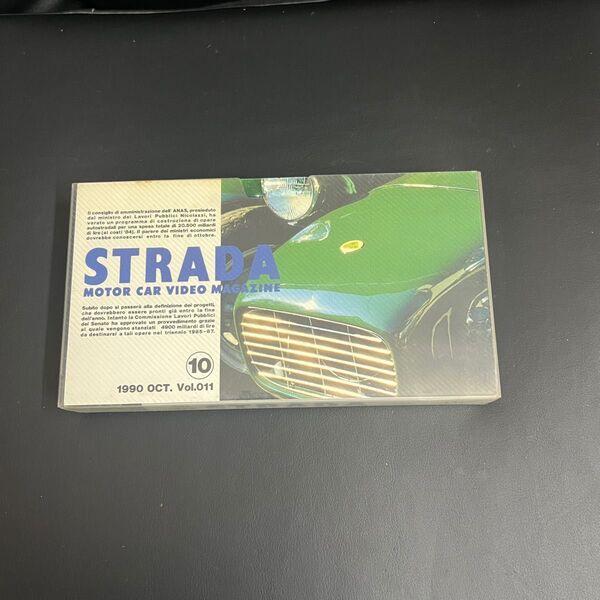 Il consiglio di amministrazione dell' ANAS, presieduto
dal ministro dei Lavori Pubblici Nicolazzi, ha
varato un programma di costruzione di opere
autostradali per una spesa totale di 20.500 miliardi
di lire (ai costi '84). Il parere dei ministri economici
dovrebbe conoscersi entro la fine di ottobre.
STRADA
MOTOR CAR VIDEO MAGAZINE
Subito dopo si passerà alla definizione dei progetti,
che dovrebbero essere pronti già entro la fine
dell'anno. Intanto la Commissione Lavori Pubblici
del Senato ha approvato un provvedimento grazie
al quale vengono stanziati 4900 miliardi di lire
da destinarsi a tali opere nel triennio 1985-87.
10
1990 OCT. Vol.011